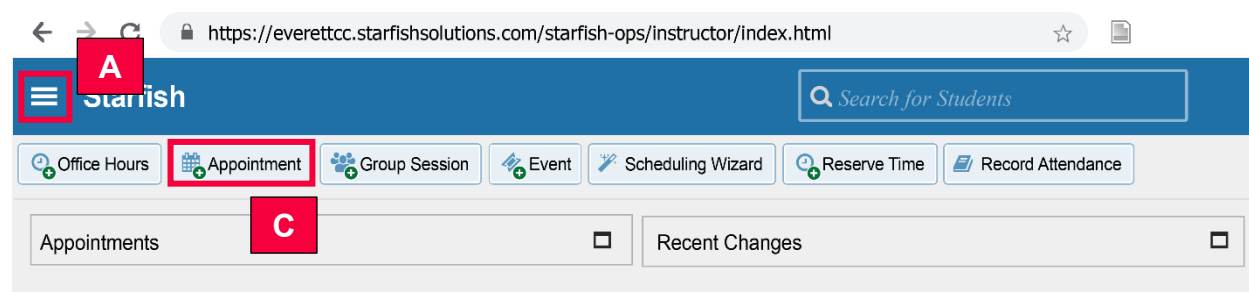 https://everettcc.starfishsolutions.com/starfish-ops/instructor/index.html
A
Starfish
Search for Students
Office Hours Appointment Group Session Event Scheduling Wizard Reserve Time Record Attendance
C
Appointments Recent Changes